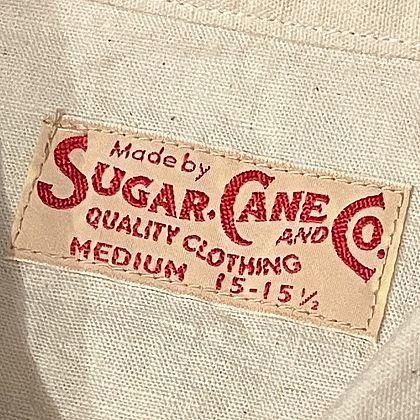 Made by
SUGAR.CANE AND CO.
QUALITY CLOTHING
MEDIUM 15-15½